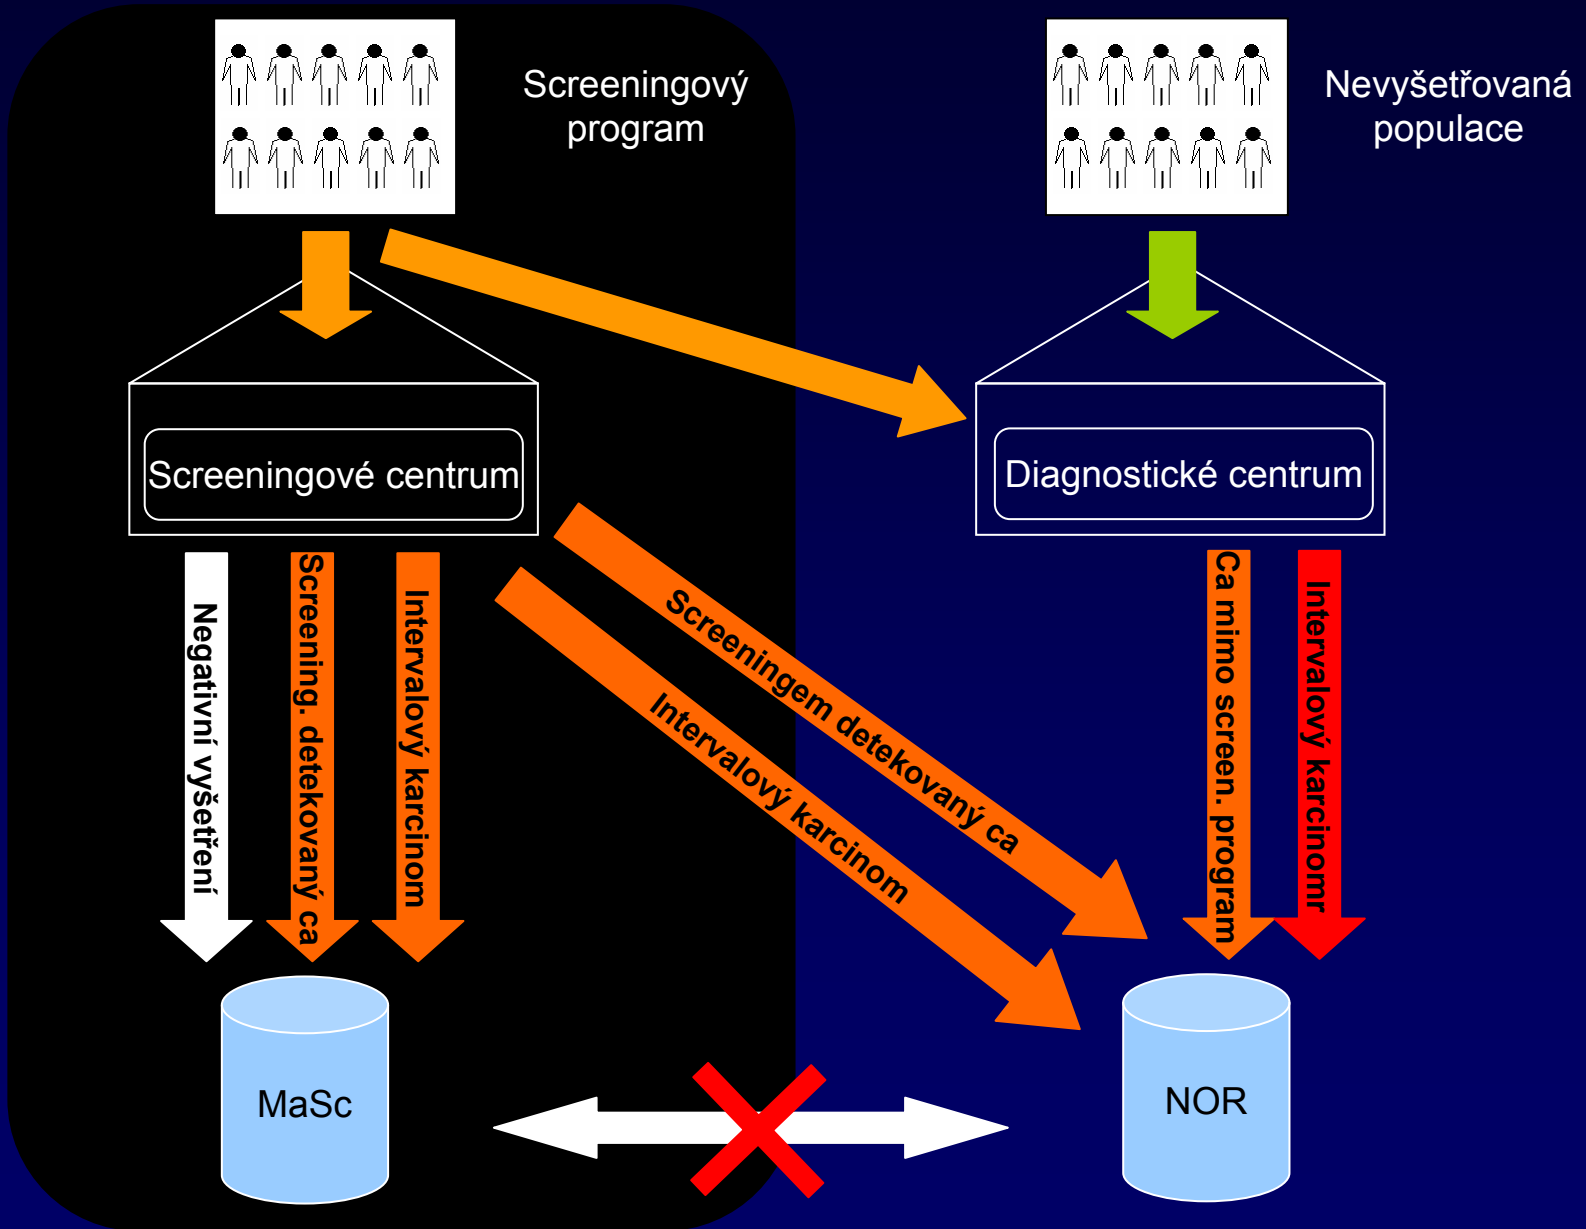 Screeningový
program
Nevyšetřovaná
populace
Screeningové centrum
Diagnostické centrum
Negativní vyšetření
Screening. detekovaný ca
Intervalový karcinom
Screeningem detekovaný ca
Intervalový karcinom
Ca mimo screen. program
Intervalový karcinomr
MaSc
NOR